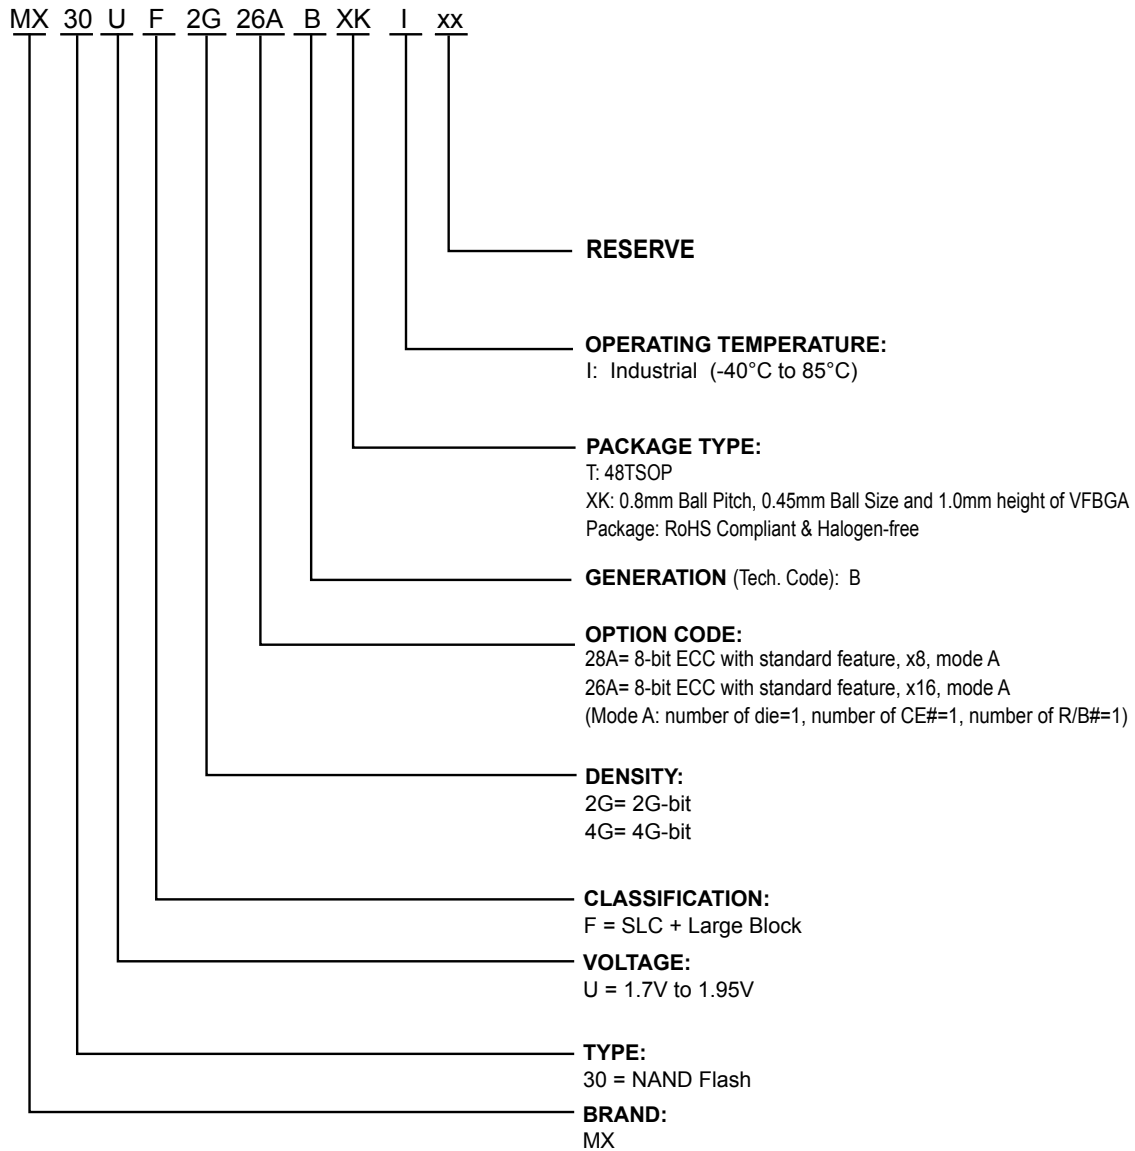 MX 30 U F 2G 26A B XK I xx
RESERVE
OPERATING TEMPERATURE:
I: Industrial (-40°C to 85°C)
PACKAGE TYPE:
T: 48TSOP
XK: 0.8mm Ball Pitch, 0.45mm Ball Size and 1.0mm height of VFBGA
Package: RoHS Compliant & Halogen-free
GENERATION (Tech. Code): B
OPTION CODE:
28A= 8-bit ECC with standard feature, x8, mode A
26A= 8-bit ECC with standard feature, x16, mode A
(Mode A: number of die=1, number of CE#=1, number of R/B#=1)
DENSITY:
2G= 2G-bit
4G= 4G-bit
CLASSIFICATION:
F = SLC + Large Block
VOLTAGE:
U = 1.7V to 1.95V
TYPE:
30 = NAND Flash
BRAND:
MX